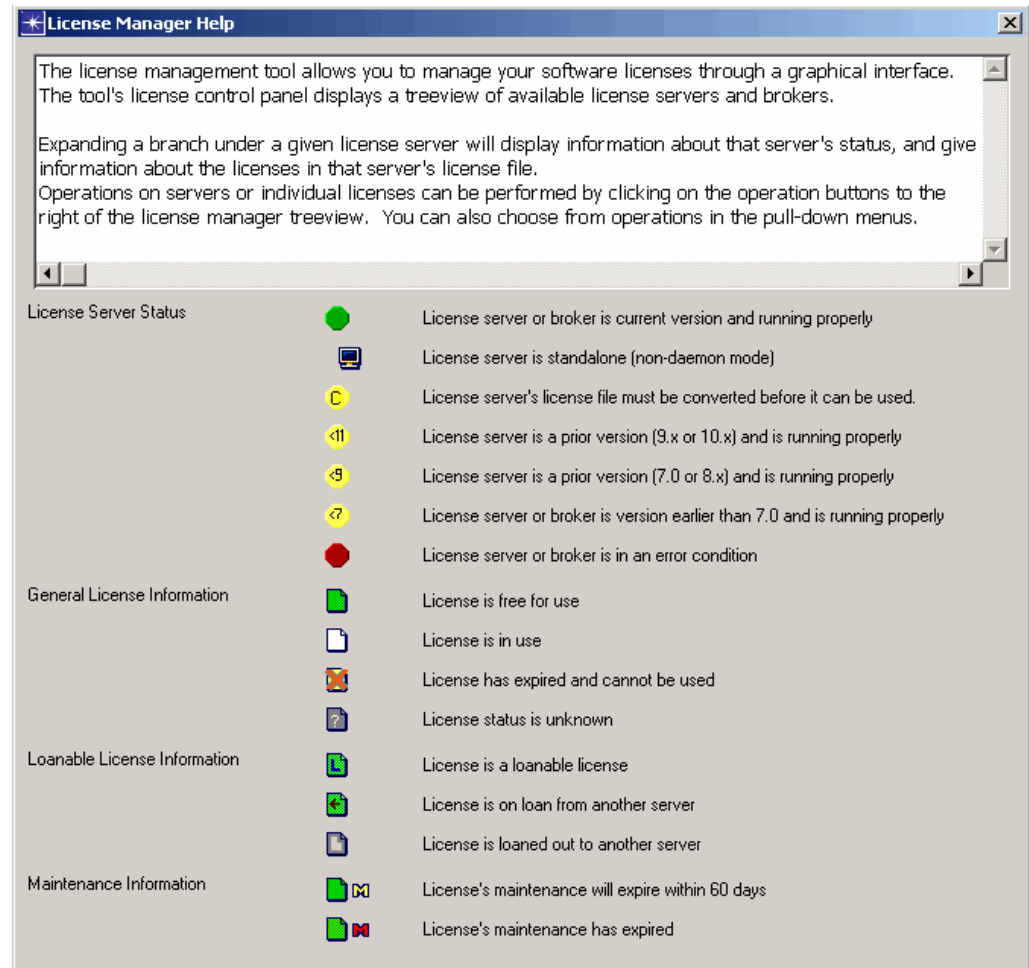 License Manager Help
The license management tool allows you to manage your software licenses through a graphical interface.
The tool's license control panel displays a treeview of available license servers and brokers.
Expanding a branch under a given license server will display information about that server's status, and give
information about the licenses in that server's license file.
Operations on servers or individual licenses can be performed by clicking on the operation buttons to the
right of the license manager treeview.  You can also choose from operations in the pull-down menus.
License Server Status
License server or broker is current version and running properly
License server is standalone (non-daemon mode)
C License server's license file must be converted before it can be used.
<11 License server is a prior version (9.x or 10.x) and is running properly
<9 License server is a prior version (7.0 or 8.x) and is running properly
<7 License server or broker is version earlier than 7.0 and is running properly
License server or broker is in an error condition
General License Information
License is free for use
License is in use
License has expired and cannot be used
? License status is unknown
Loanable License Information
L License is a loanable license
License is on loan from another server
License is loaned out to another server
Maintenance Information
M License's maintenance will expire within 60 days
M License's maintenance has expired